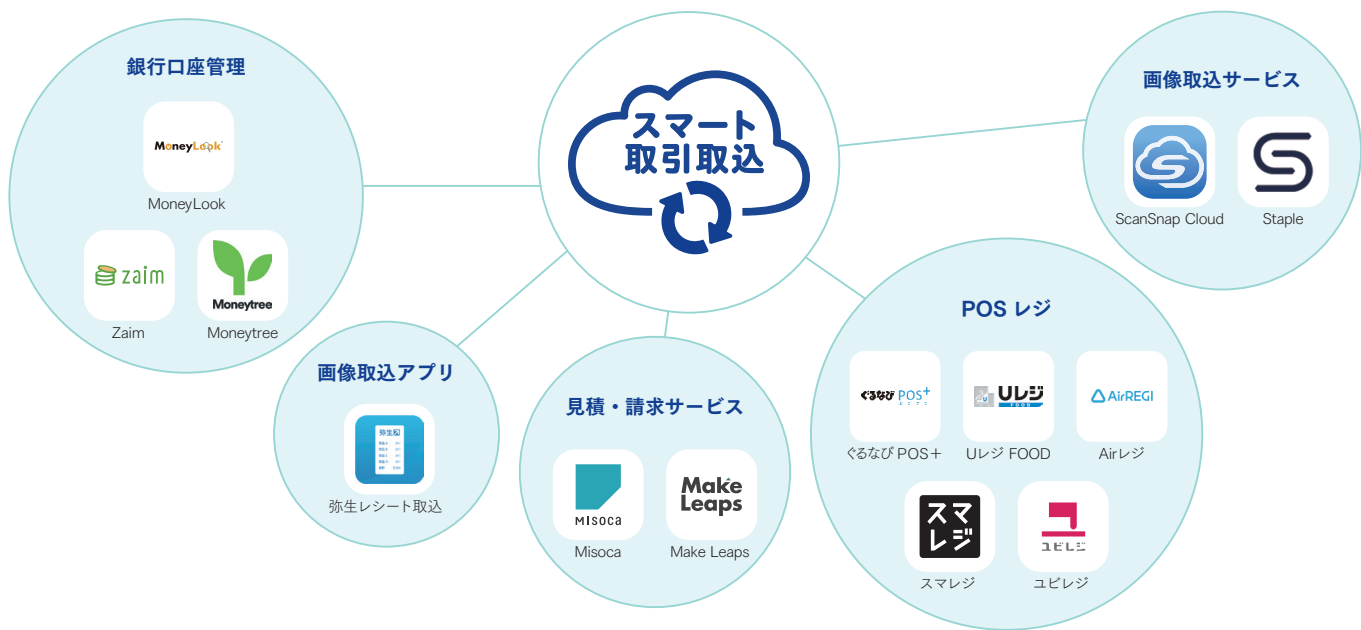 スマート
取引取込
銀行口座管理
MoneyLook
MoneyLook
zaim
Zaim
Moneytree
Moneytree
画像取込アプリ
弥生レシート取込
見積・請求サービス
MISOCA
Misoca
Make
Leaps
Make Leaps
POS レジ
ぐるなび POS+
ぐるなび POS＋
Uレジ
FOOD
Uレジ FOOD
AirREGI
Airレジ
スマ
レジ
スマレジ
ユビレジ
ユビレジ
画像取込サービス
S
ScanSnap Cloud
S
Staple